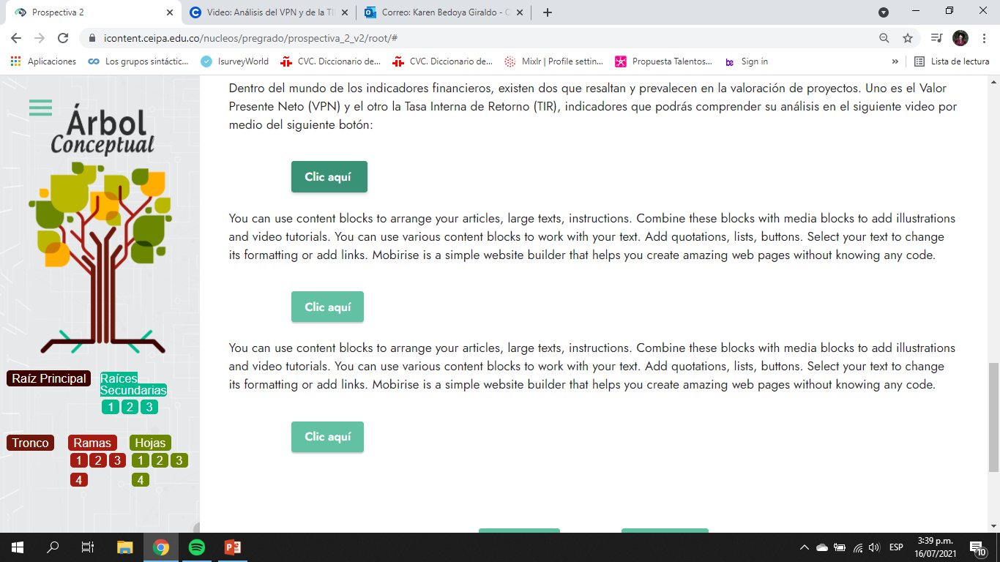 Prospectiva 2
Video: Análisis del VPN y de la TI
Correo: Karen Bedoya Giraldo - C
icontent.ceipa.edu.co/nucleos/pregrado/prospectiva_2_v2/root/#
Aplicaciones
Los grupos sintáctic...
IsurveyWorld
CVC. Diccionario de...
CVC. Diccionario de...
Mixlr | Profile settin...
Propuesta Talentos...
Sign in
»
Lista de lectura
Árbol
Conceptual
Raíz Principal
Raíces
Secundarias
1 2 3
Tronco
Ramas
1 2 3
4
Hojas
1 2 3
4
Dentro del mundo de los indicadores financieros, existen dos que resaltan y prevalecen en la valoración de proyectos. Uno es el Valor
Presente Neto (VPN) y el otro la Tasa Interna de Retorno (TIR), indicadores que podrás comprender su análisis en el siguiente video por
medio del siguiente botón:
Clic aquí
You can use content blocks to arrange your articles, large texts, instructions. Combine these blocks with media blocks to add illustrations
and video tutorials. You can use various content blocks to work with your text. Add quotations, lists, buttons. Select your text to change
its formatting or add links. Mobirise is a simple website builder that helps you create amazing web pages without knowing any code.
Clic aquí
You can use content blocks to arrange your articles, large texts, instructions. Combine these blocks with media blocks to add illustrations
and video tutorials. You can use various content blocks to work with your text. Add quotations, lists, buttons. Select your text to change
its formatting or add links. Mobirise is a simple website builder that helps you create amazing web pages without knowing any code.
Clic aquí
ESP
3:39 p.m.
16/07/2021
10